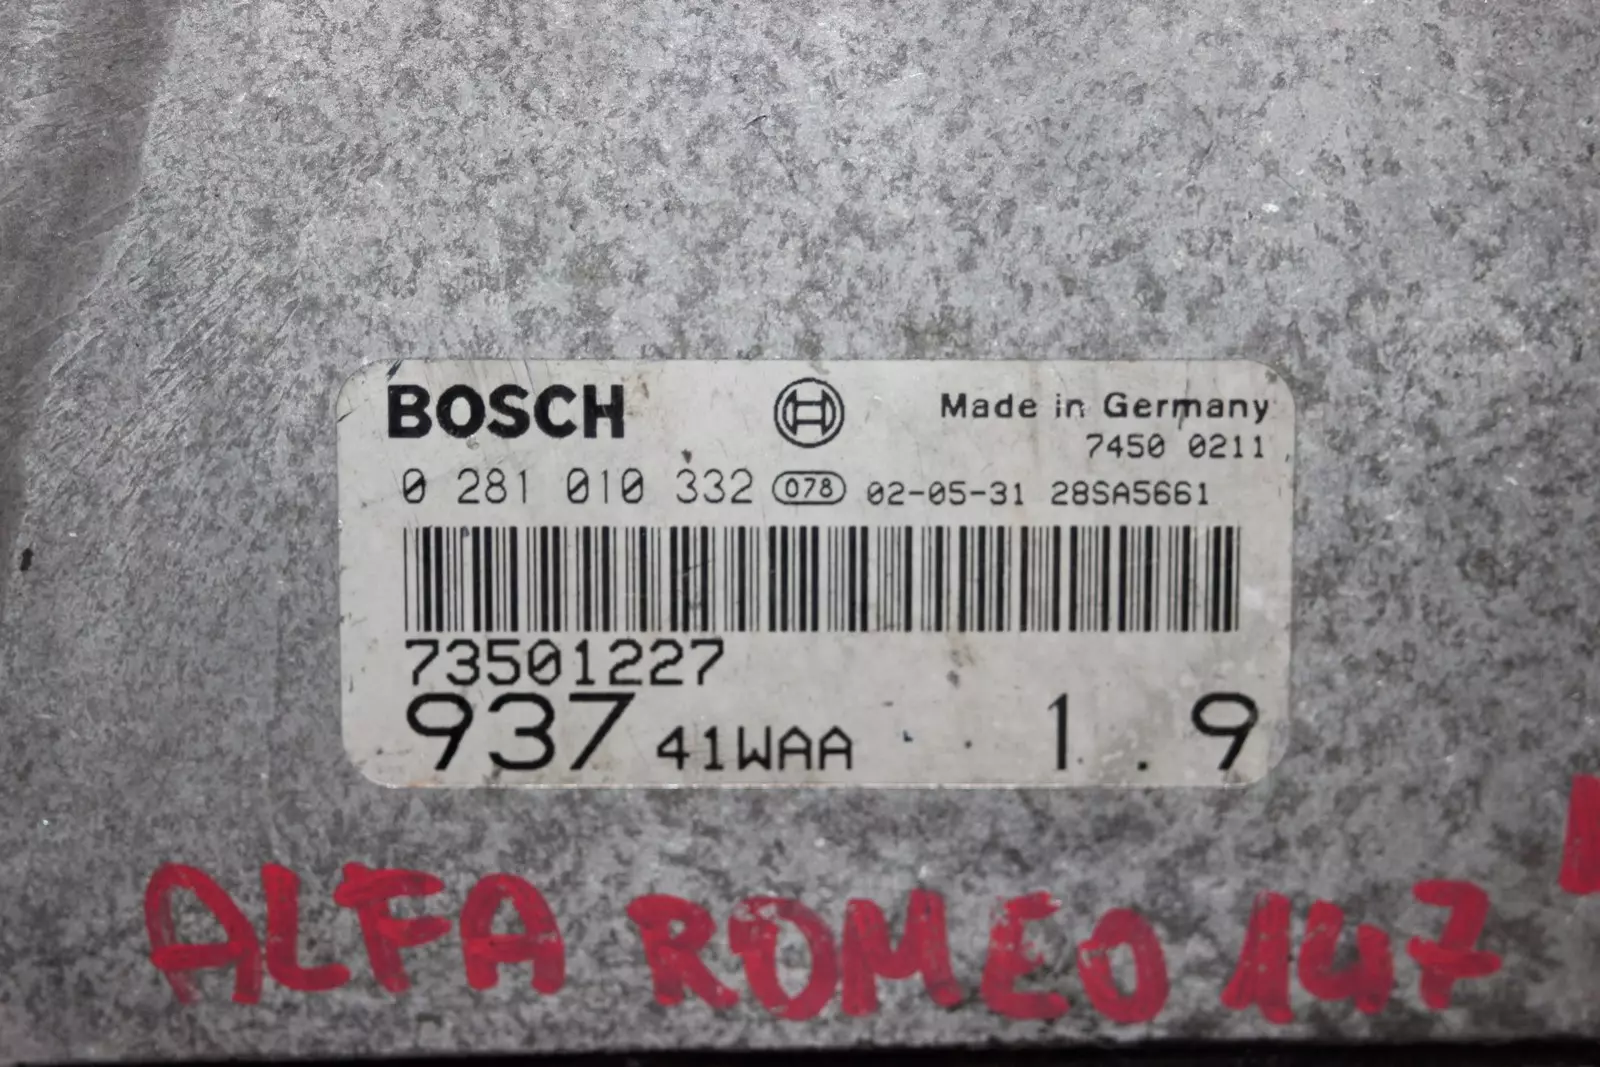 BOSCH Made in Germany
7450 0211
0 281 010 332 078 02-05-31 28SA5661
73501227
937 41WAA 1.9
ALFA ROMEO 147